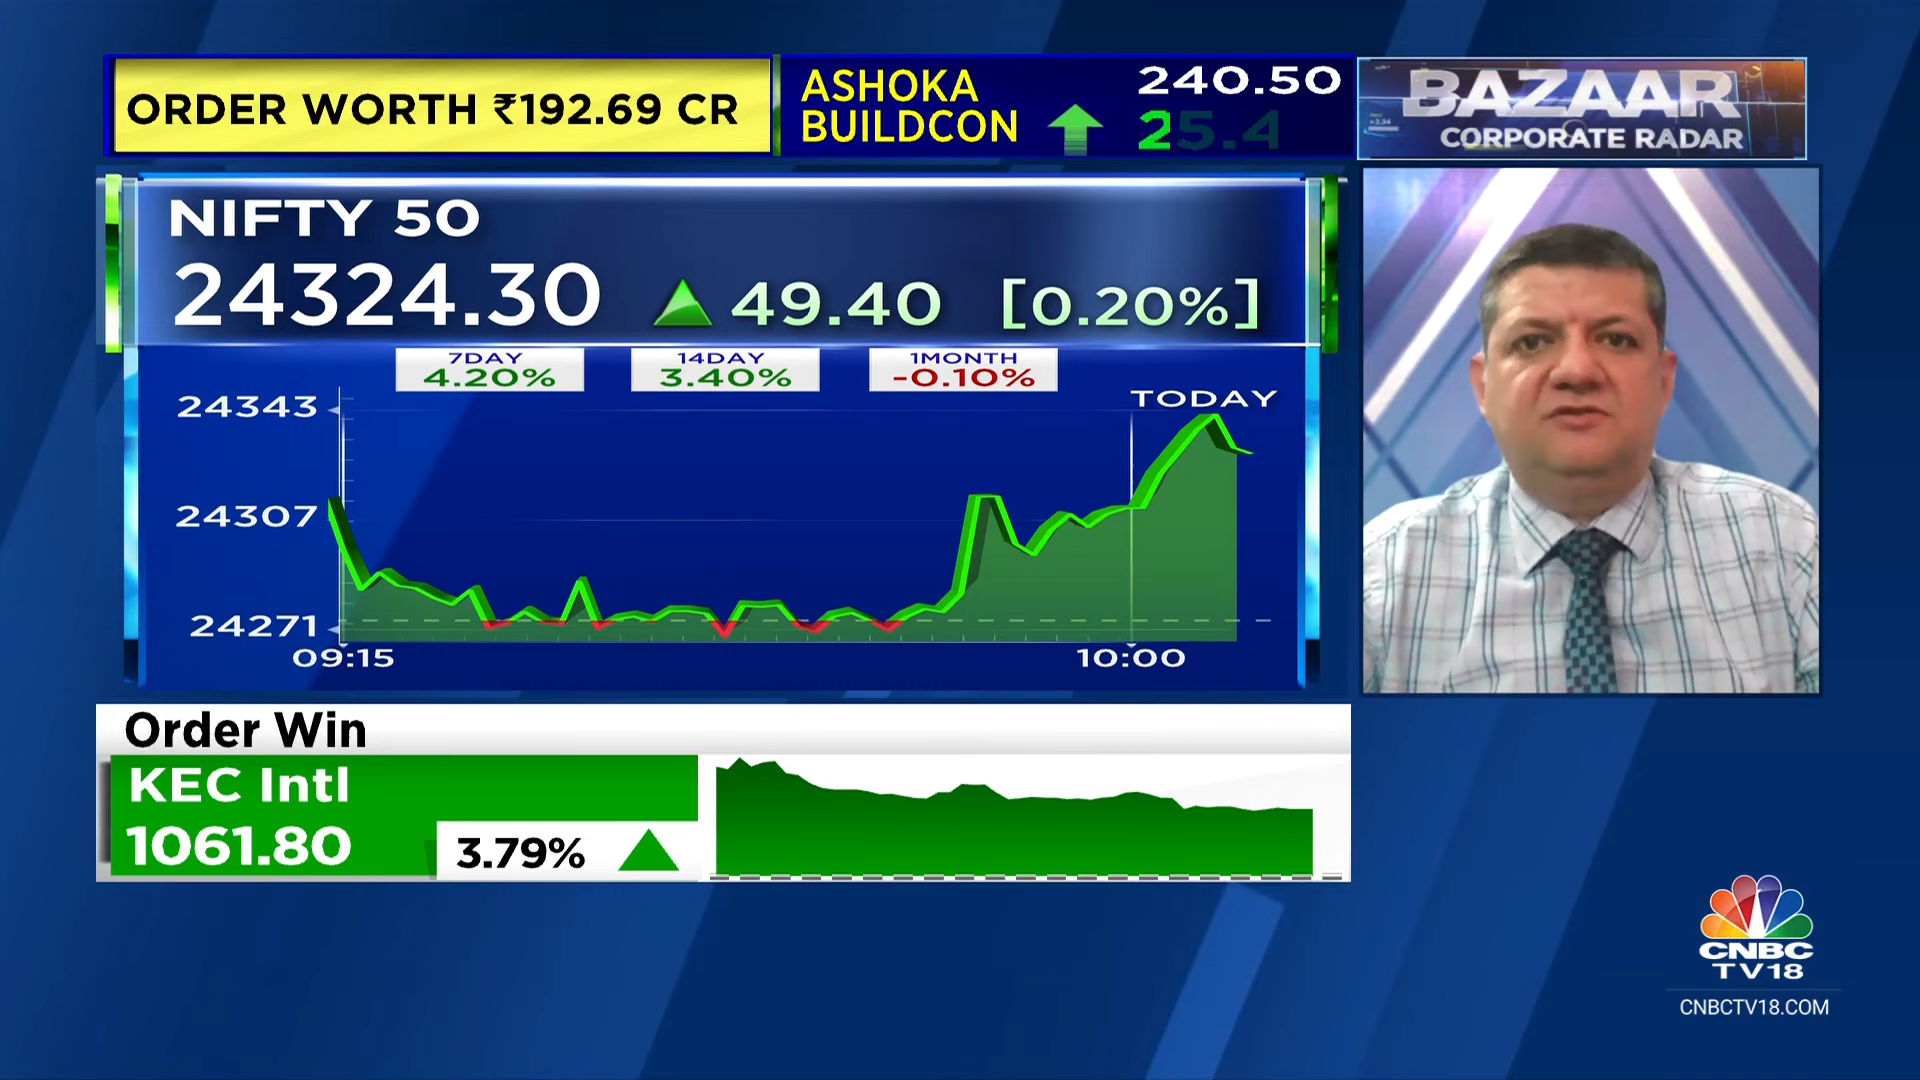 ORDER WORTH ₹192.69 CR
ASHOKA
BUILDCON
240.50
25.4
BAZAAR
CORPORATE RADAR
NIFTY 50
24324.30 49.40 [0.20%]
7DAY
4.20%
14DAY
3.40%
1MONTH
-0.10%
TODAY
24343
24307
24271
09:15
10:00
Order Win
KEC Intl
1061.80
3.79%
CNBC
TV18
CNBCTV18.COM